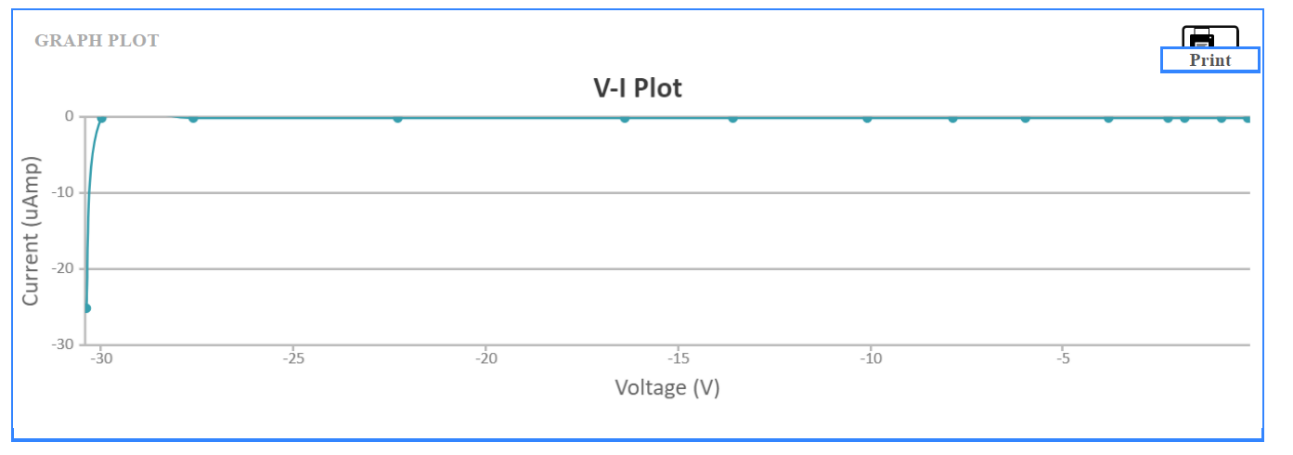 GRAPH PLOT
Print
V-I Plot
Current (uAmp)
0
-10
-20
-30
-30 -25 -20 -15 -10 -5
Voltage (V)